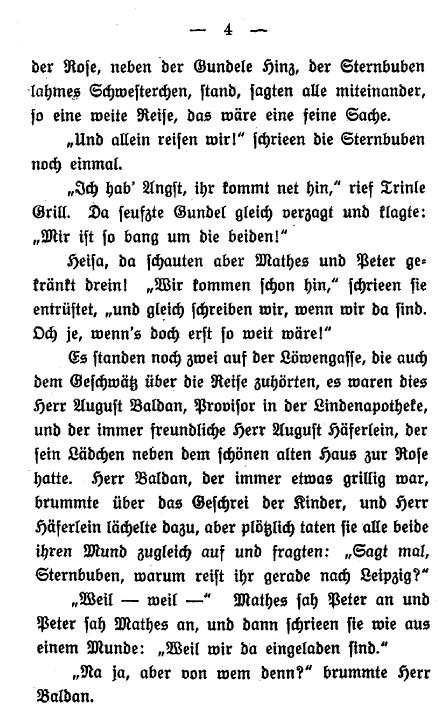 — 4 —
der Rose, neben der Gundele Hinz, der Sternbuben
lahmes Schwesterchen, stand, sagten alle miteinander,
so eine weite Reise, das wäre eine feine Sache.
„Und allein reisen wir!“ schrieen die Sternbuben
noch einmal.
„Ich hab' Angst, ihr kommt net hin,“ rief Trinle
Grill. Da seufzte Gundel gleich verzagt und klagte:
„Mir ist so bang um die beiden!“
Heisa, da schauten aber Mathes und Peter ge-
kränkt drein! „Wir kommen schon hin,“ schrieen sie
entrüstet, „und gleich schreiben wir, wenn wir da sind.
Och je, wenn's doch erst so weit wäre!“
Es standen noch zwei auf der Löwengasse, die auch
dem Geschwätz über die Reise zuhörten, es waren dies
Herr August Baldan, Provisor in der Lindenapotheke,
und der immer freundliche Herr August Häferlein, der
sein Lädchen neben dem schönen alten Haus zur Rose
hatte. Herr Baldan, der immer etwas grillig war,
brummte über das Geschrei der Kinder, und Herr
Häferlein lächelte dazu, aber plötzlich taten sie alle beide
ihren Mund zugleich auf und fragten: „Sagt mal,
Sternbuben, warum reist ihr gerade nach Leipzig?“
„Weil — weil —“ Mathes sah Peter an und
Peter sah Mathes an, und dann schrieen sie wie aus
einem Munde: „Weil wir da eingeladen sind.“
„Na ja, aber von wem denn?“ brummte Herr
Baldan.